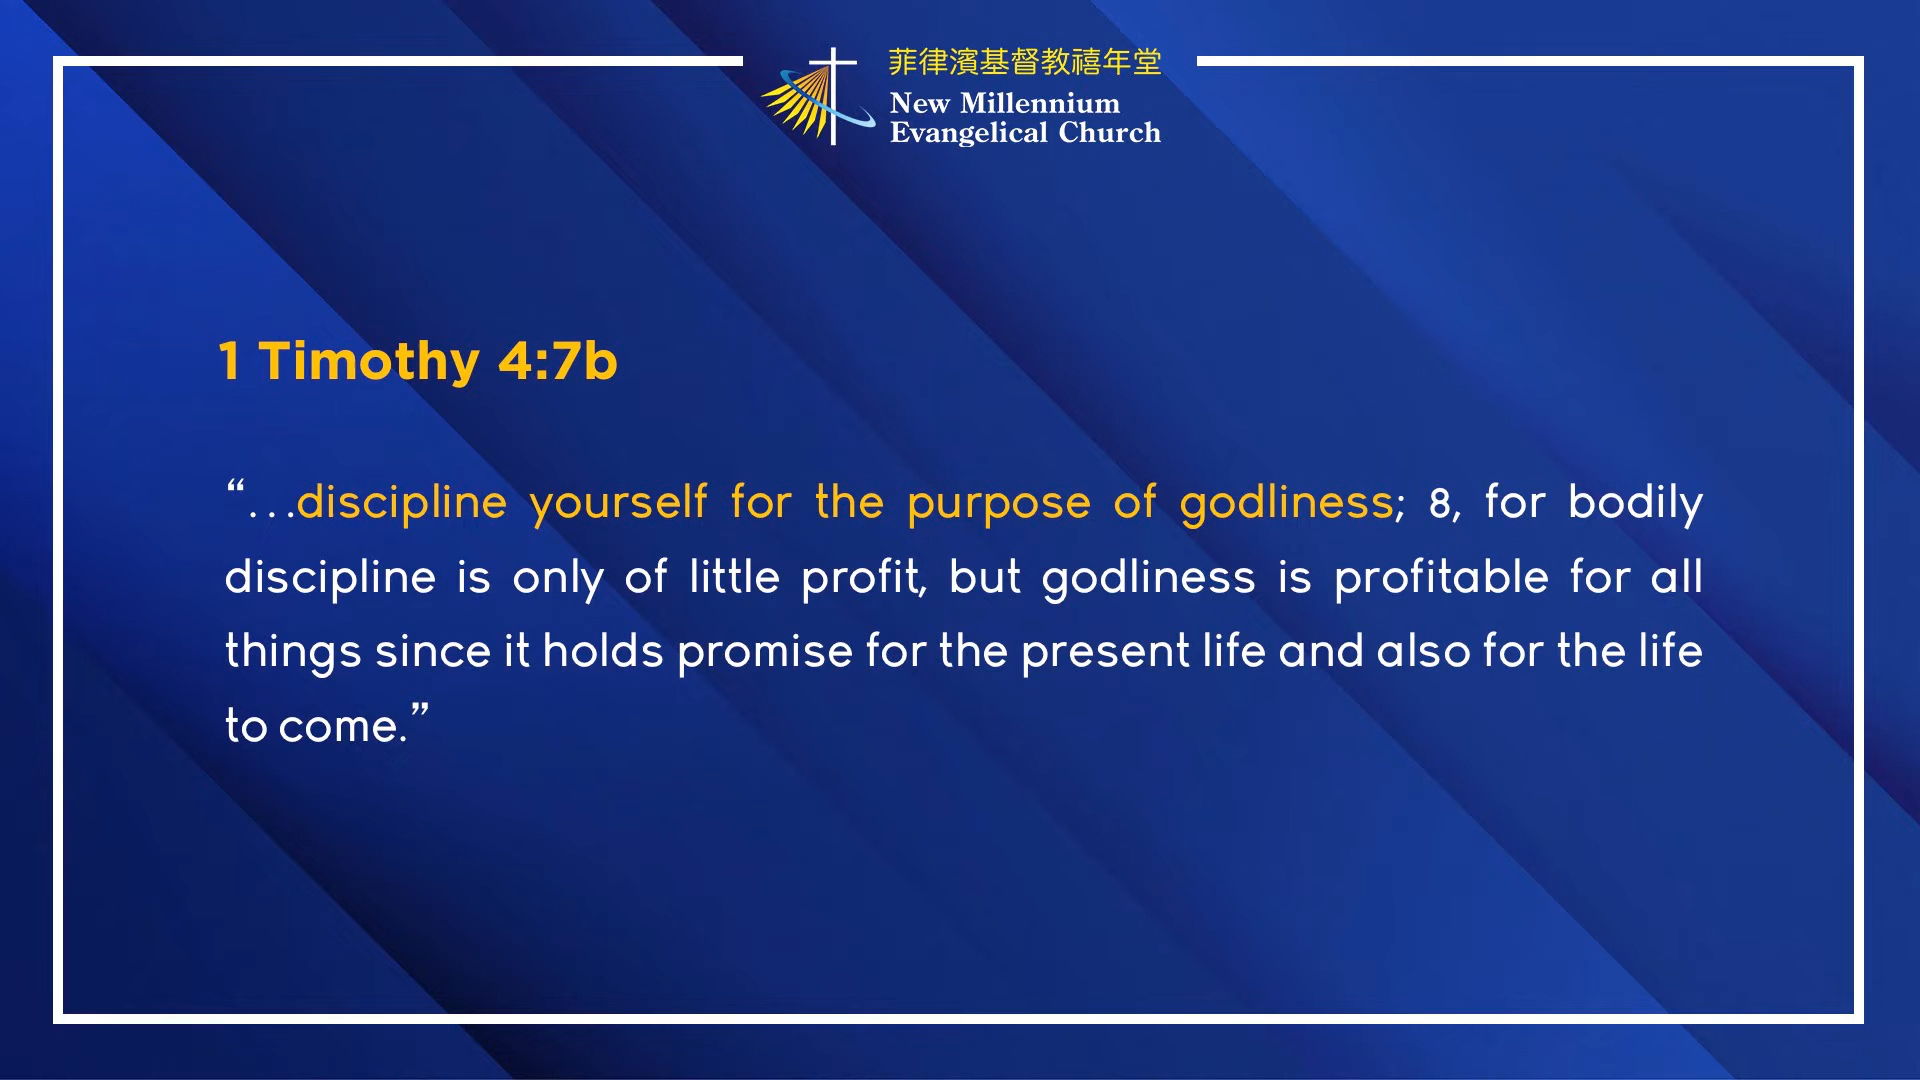 菲律濱基督教禧年堂
New Millennium
Evangelical Church
1 Timothy 4:7b
“…discipline yourself for the purpose of godliness; 8, for bodily
discipline is only of little profit, but godliness is profitable for all
things since it holds promise for the present life and also for the life
to come.”